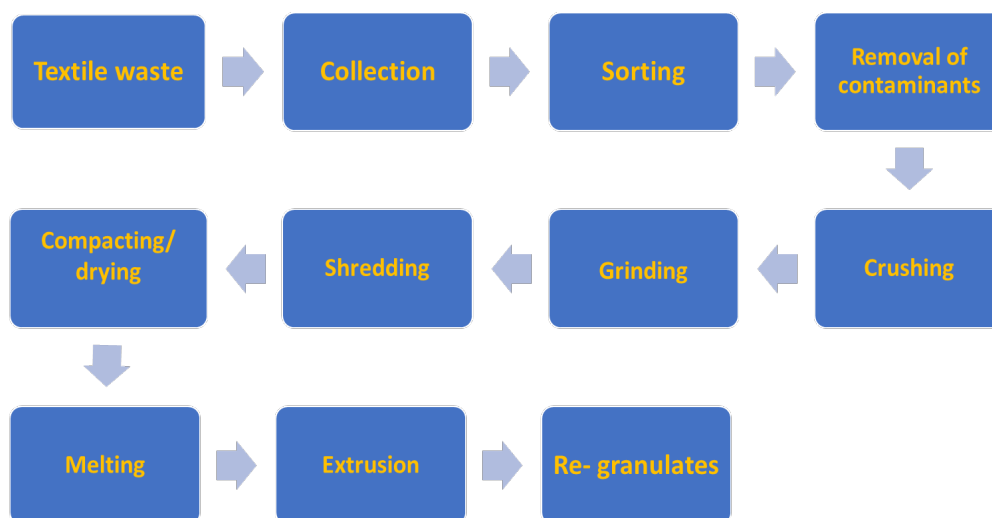 Textile waste
Collection
Sorting
Removal of
contaminants
Crushing
Grinding
Shredding
Compacting/
drying
Melting
Extrusion
Re- granulates